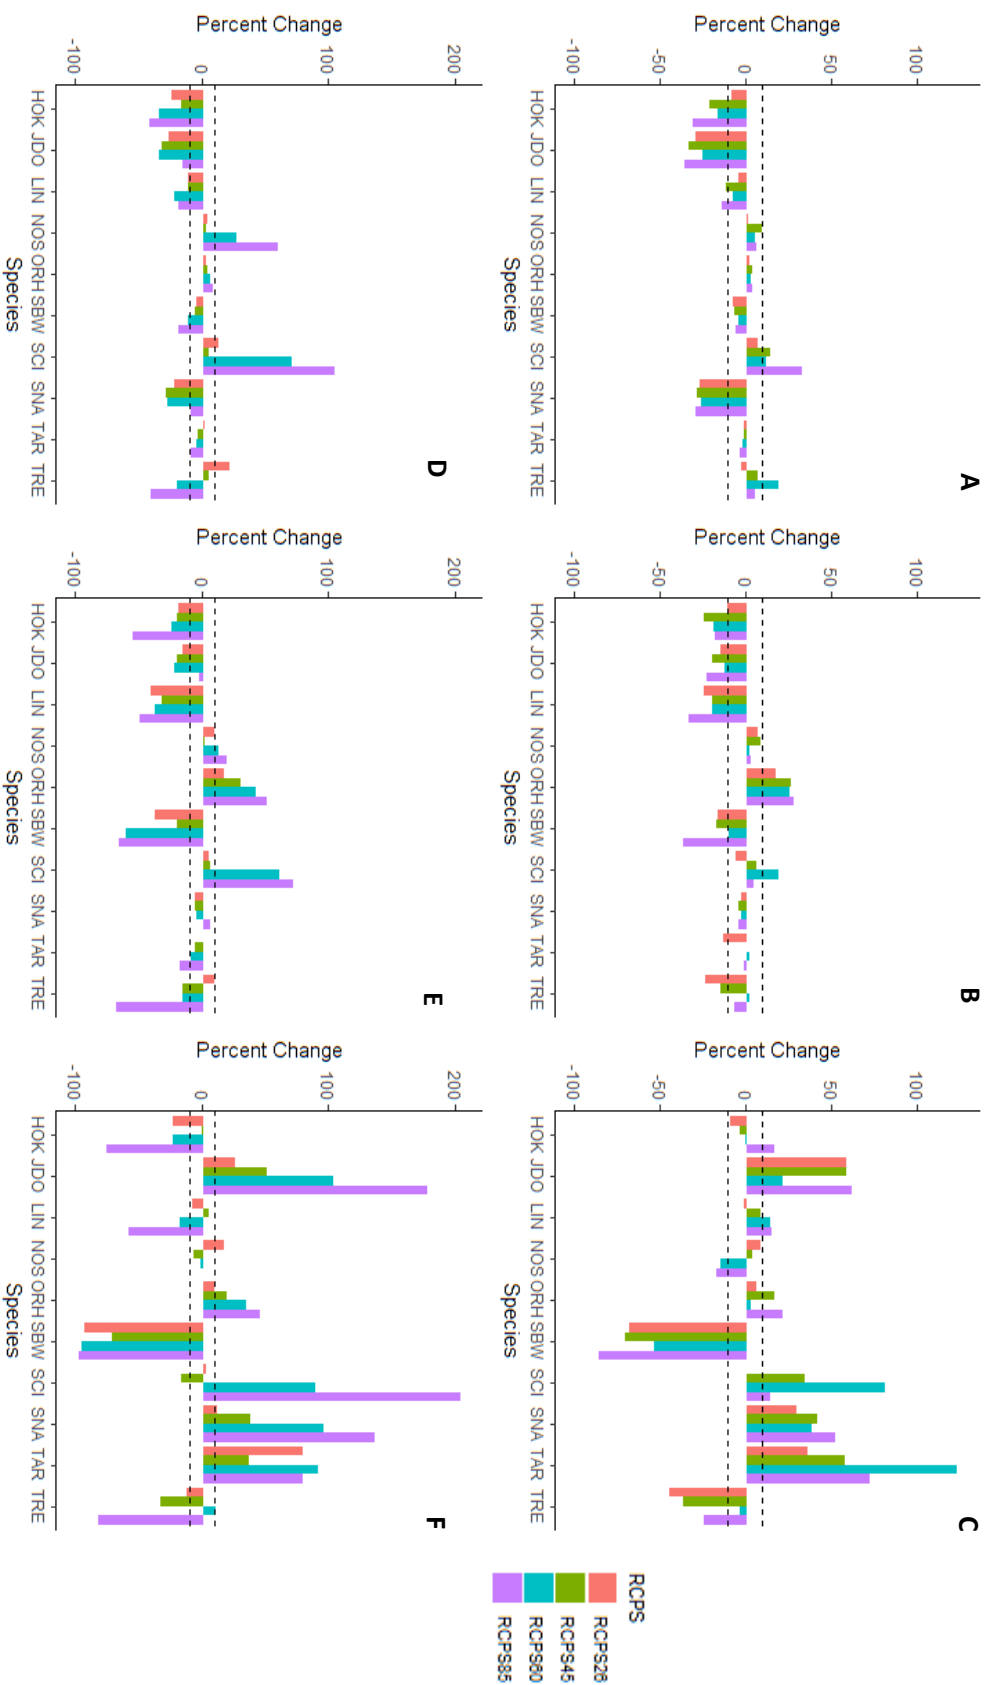 A
Percent Change
100
50
0
-50
-100
HOK JDO LIN NOS ORH SBW SCI SNA TAR TRE
Species
B
Percent Change
100
50
0
-50
-100
HOK JDO LIN NOS ORH SBW SCI SNA TAR TRE
Species
C
Percent Change
100
50
0
-50
-100
HOK JDO LIN NOS ORH SBW SCI SNA TAR TRE
Species
D
Percent Change
200
100
0
-100
HOK JDO LIN NOS ORH SBW SCI SNA TAR TRE
Species
E
Percent Change
200
100
0
-100
HOK JDO LIN NOS ORH SBW SCI SNA TAR TRE
Species
F
Percent Change
200
100
0
-100
HOK JDO LIN NOS ORH SBW SCI SNA TAR TRE
Species
RCPS
RCPS26
RCPS45
RCPS60
RCPS85